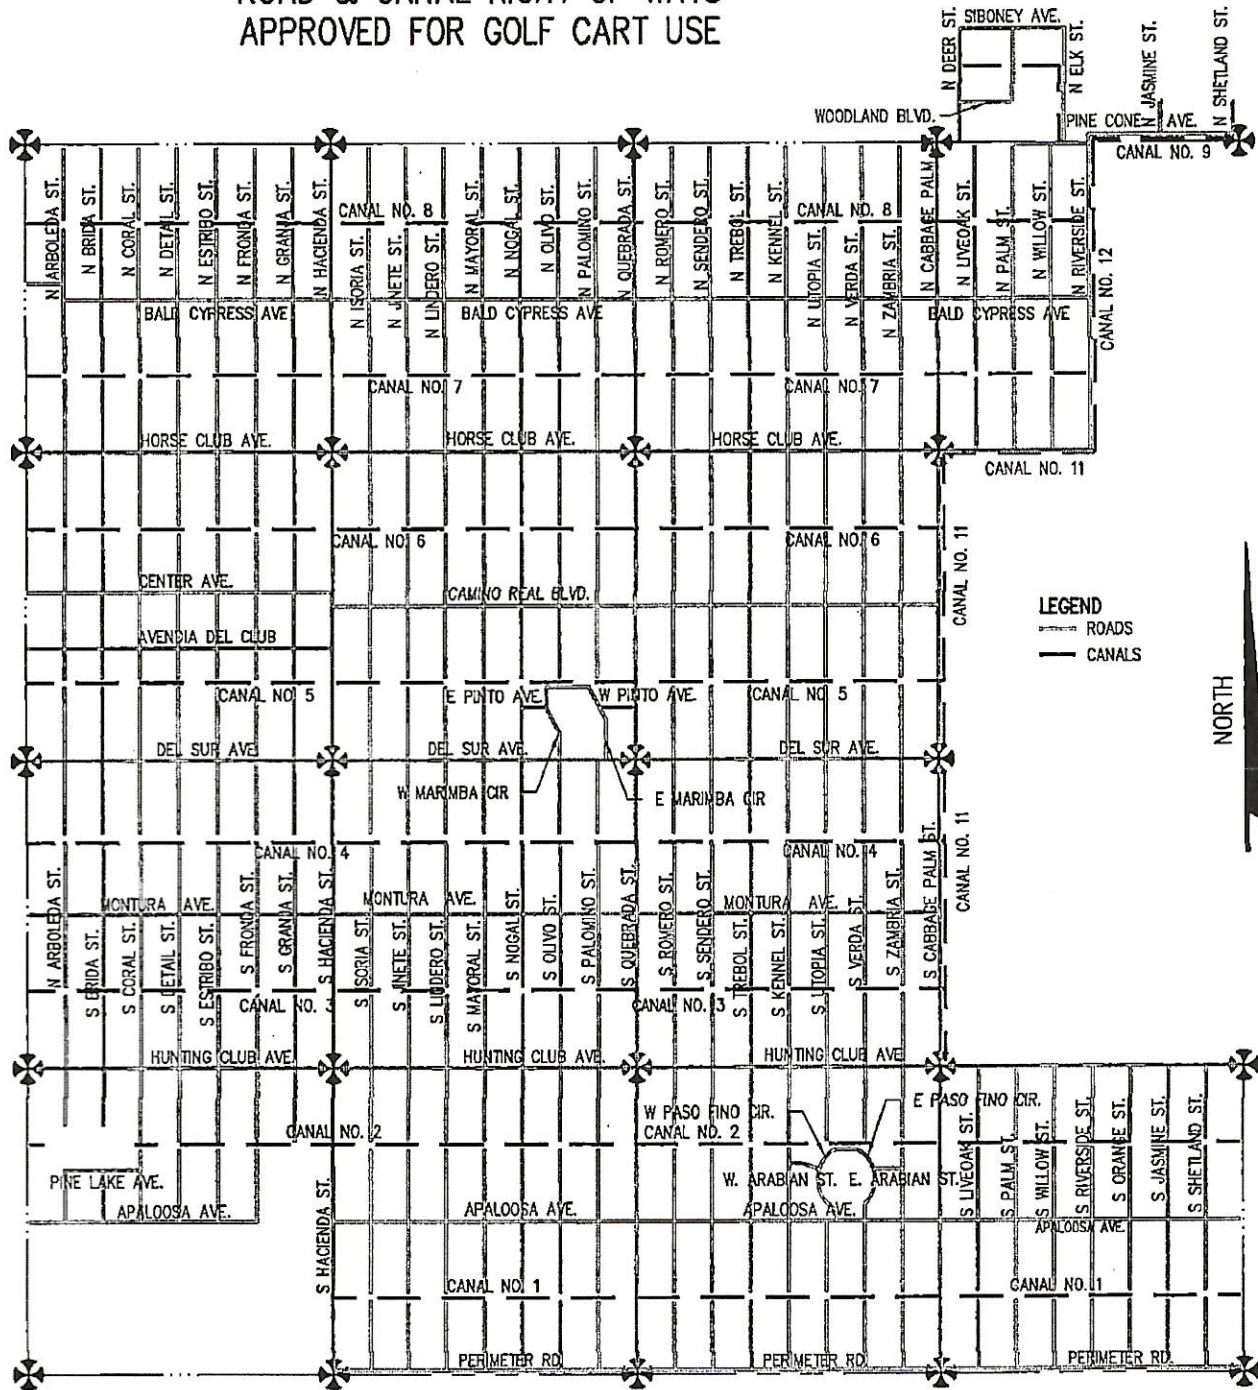 APPROVED FOR GOLF CART USE
SIBONEY AVE.
N DEER ST.
N ELK ST.
N JASMINE ST.
N SHETLAND ST.
WOODLAND BLVD.
PINE CONE AVE.
CANAL NO. 9
N ARBOLEDA ST.
N BRIDA ST.
N CORAL ST.
N DETAIL ST.
N ESTRIBO ST.
N FRONDA ST.
N GRANJA ST.
N HACIENDA ST.
N ISORIA ST.
N JINETE ST.
N LINDERO ST.
N MAYORAL ST.
N NOGAL ST.
N OLIVO ST.
N PALOMINO ST.
N QUEBRADA ST.
N ROMERO ST.
N SENDERO ST.
N TREBOL ST.
N KENNEL ST.
N UTOPIA ST.
N VERDA ST.
N ZAMBRIA ST.
N CABBAGE PALM
N LIVEOAK ST.
N PALM ST.
N WILLOW ST.
N RIVERSIDE ST.
CANAL NO. 12
CANAL NO. 8
CANAL NO. 8
BALD CYPRESS AVE
BALD CYPRESS AVE
BALD CYPRESS AVE
CANAL NO. 7
CANAL NO. 7
HORSE CLUB AVE.
HORSE CLUB AVE.
HORSE CLUB AVE.
CANAL NO. 11
CANAL NO. 6
CANAL NO. 6
CANAL NO. 11
CENTER AVE.
CAMINO REAL BLVD.
LEGEND
ROADS
CANALS
AVENDIA DEL CLUB
CANAL NO. 5
E PINTO AVE.
W PINTO AVE.
CANAL NO. 5
NORTH
DEL SUR AVE.
DEL SUR AVE.
DEL SUR AVE.
W MARIMBA CIR
E MARIMBA CIR
CANAL NO. 4
CANAL NO. 4
CANAL NO. 11
MONTURA AVE.
MONTURA AVE.
MONTURA AVE.
N ARBOLEDA ST.
S BRIDA ST.
S CORAL ST.
S DETAIL ST.
S ESTRIBO ST.
S FRONDA ST.
S GRANJA ST.
S HACIENDA ST.
S ISORIA ST.
S JINETE ST.
S LINDERO ST.
S MAYORAL ST.
S NOGAL ST.
S OLIVO ST.
S PALOMINO ST.
S QUEBRADA ST.
S ROMERO ST.
S SENDERO ST.
S TREBOL ST.
S KENNEL ST.
S UTOPIA ST.
S VERDA ST.
S ZAMBRIA ST.
S CABBAGE PALM ST.
CANAL NO. 3
CANAL NO. 3
HUNTING CLUB AVE.
HUNTING CLUB AVE.
HUNTING CLUB AVE
W PASO FINO CIR.
E PASO FINO CIR.
CANAL NO. 2
CANAL NO. 2
S LIVEOAK ST.
S PALM ST.
S WILLOW ST.
S RIVERSIDE ST.
S ORANGE ST.
S JASMINE ST.
S SHETLAND ST.
PINE LAKE AVE.
W. ARABIAN ST.
E. ARABIAN ST.
APALOOSA AVE.
APALOOSA AVE.
APALOOSA AVE.
APALOOSA AVE.
S HACIENDA ST.
CANAL NO. 1
CANAL NO. 1
PERIMETER RD
PERIMETER RD
PERIMETER RD.